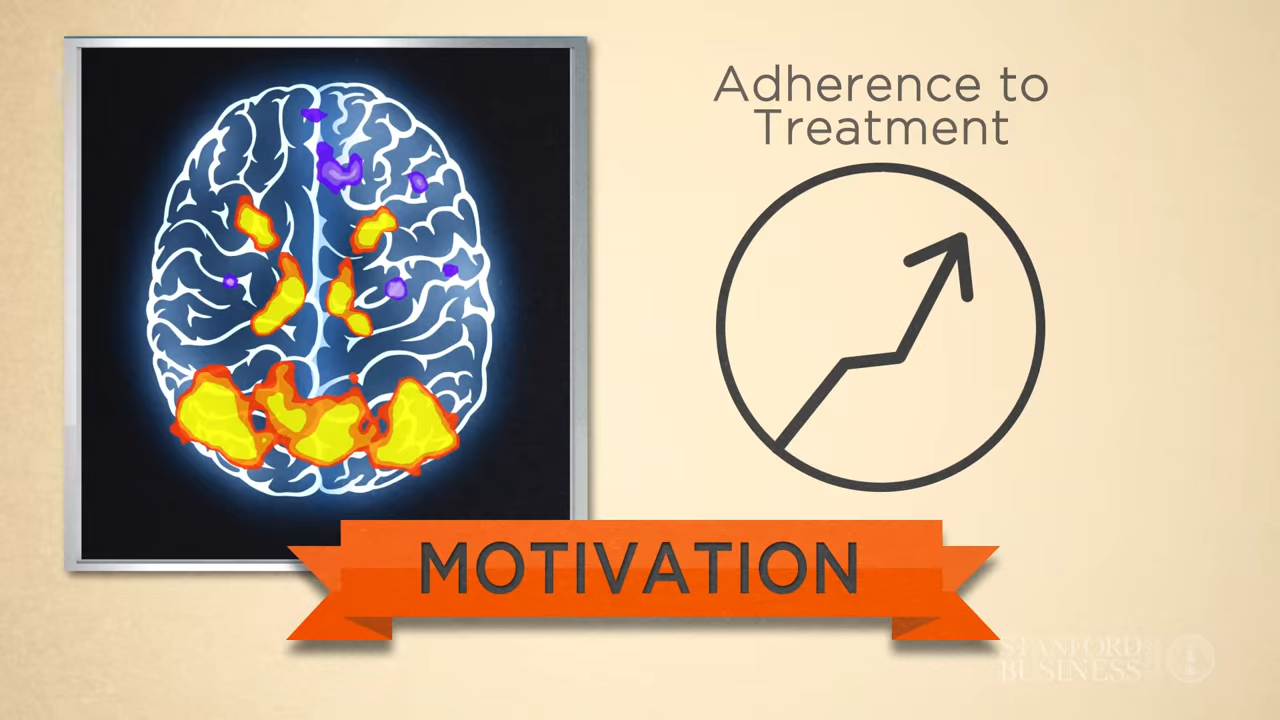 Adherence to
Treatment
MOTIVATION
STANFORD
BUSINESS